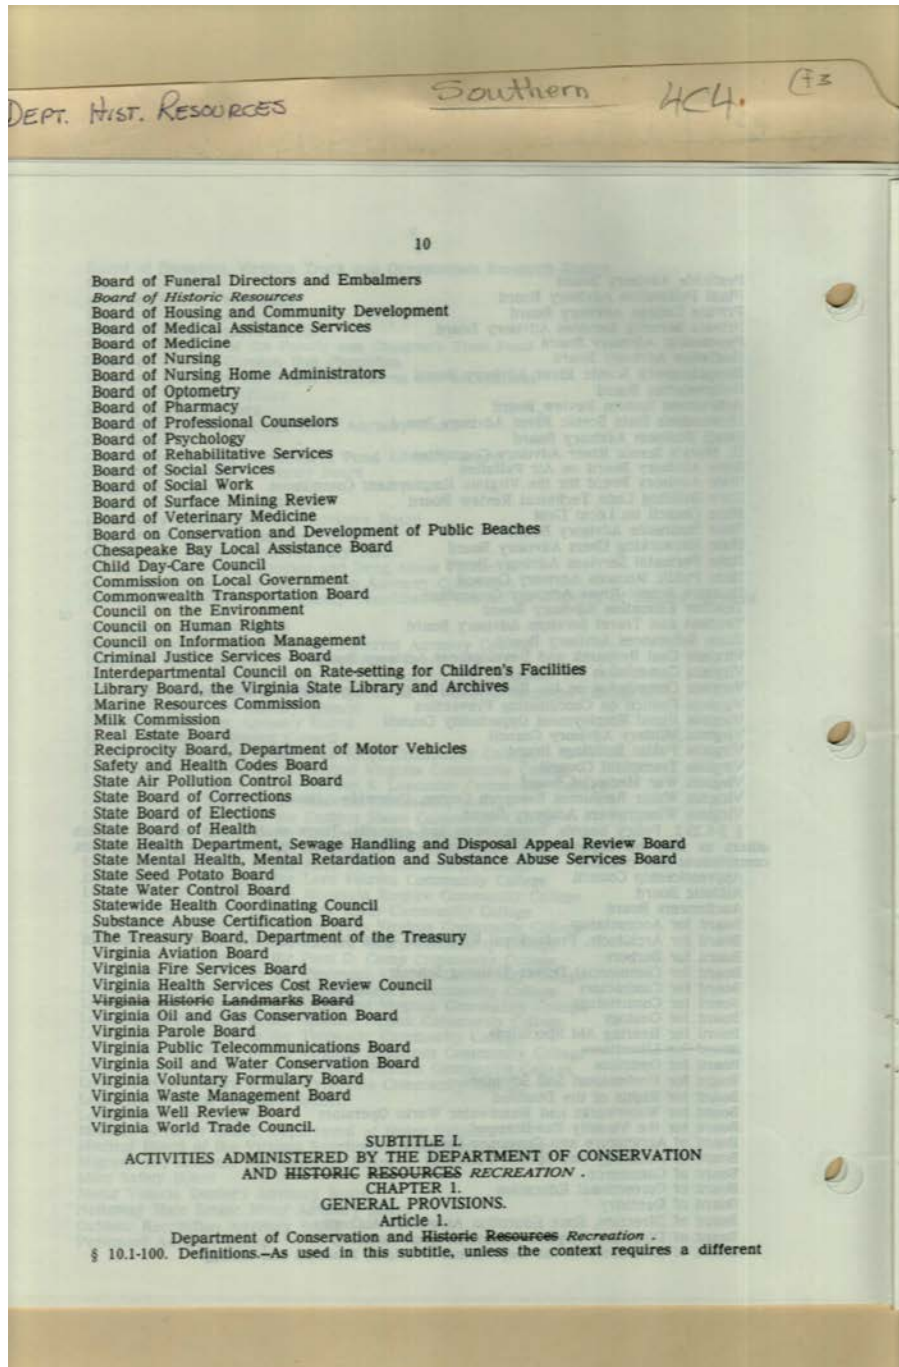 DEPT. HIST. RESOURCES Southern 4C4. f3
10
Board of Funeral Directors and Embalmers
Board of Historic Resources
Board of Housing and Community Development
Board of Medical Assistance Services
Board of Medicine
Board of Nursing
Board of Nursing Home Administrators
Board of Optometry
Board of Pharmacy
Board of Professional Counselors
Board of Psychology
Board of Rehabilitative Services
Board of Social Services
Board of Social Work
Board of Surface Mining Review
Board of Veterinary Medicine
Board on Conservation and Development of Public Beaches
Chesapeake Bay Local Assistance Board
Child Day-Care Council
Commission on Local Government
Commonwealth Transportation Board
Council on the Environment
Council on Human Rights
Council on Information Management
Criminal Justice Services Board
Interdepartmental Council on Rate-setting for Children's Facilities
Library Board, the Virginia State Library and Archives
Marine Resources Commission
Milk Commission
Real Estate Board
Reciprocity Board, Department of Motor Vehicles
Safety and Health Codes Board
State Air Pollution Control Board
State Board of Corrections
State Board of Elections
State Board of Health
State Health Department, Sewage Handling and Disposal Appeal Review Board
State Mental Health, Mental Retardation and Substance Abuse Services Board
State Seed Potato Board
State Water Control Board
Statewide Health Coordinating Council
Substance Abuse Certification Board
The Treasury Board, Department of the Treasury
Virginia Aviation Board
Virginia Fire Services Board
Virginia Health Services Cost Review Council
Virginia Historic Landmarks Board
Virginia Oil and Gas Conservation Board
Virginia Parole Board
Virginia Public Telecommunications Board
Virginia Soil and Water Conservation Board
Virginia Voluntary Formulary Board
Virginia Waste Management Board
Virginia Well Review Board
Virginia World Trade Council.
SUBTITLE I.
ACTIVITIES ADMINISTERED BY THE DEPARTMENT OF CONSERVATION
AND HISTORIC RESOURCES RECREATION .
CHAPTER 1.
GENERAL PROVISIONS.
Article 1.
Department of Conservation and Historic Resources Recreation .
§ 10.1-100. Definitions.—As used in this subtitle, unless the context requires a different